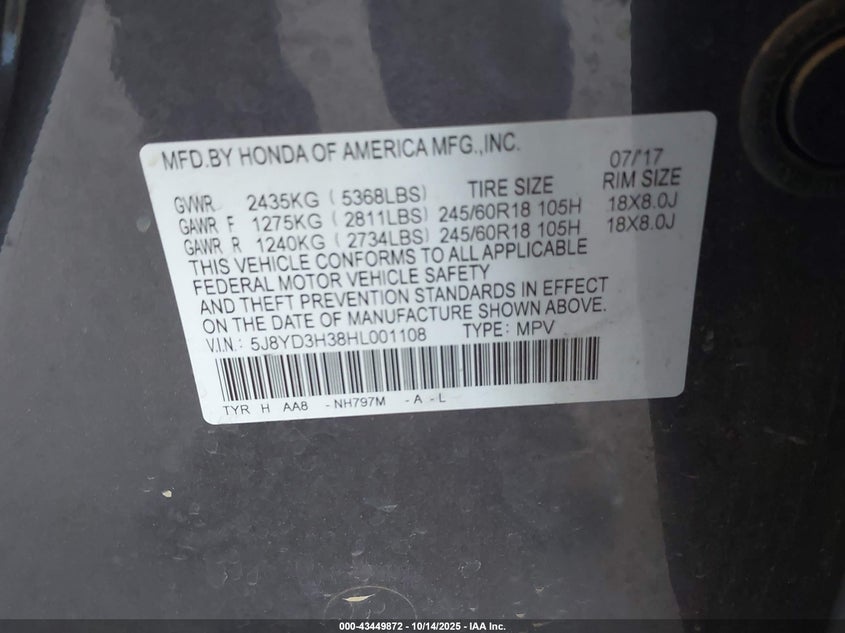 MFD.BY HONDA OF AMERICA MFG.,INC. 07/'17
GVWR 2435KG ( 5368LBS) TIRE SIZE RIM SIZE
GAWR F 1275KG ( 2811LBS) 245/60R18 105H 18X8.0J
GAWR R 1240KG ( 2734LBS) 245/60R18 105H 18X8.0J
THIS VEHICLE CONFORMS TO ALL APPLICABLE
FEDERAL MOTOR VEHICLE SAFETY
AND THEFT PREVENTION STANDARDS IN EFFECT
ON THE DATE OF MANUFACTURE SHOWN ABOVE.
V.I.N.: 5J8YD3H38HL001108 TYPE: MPV
TYR H AA8 -NH797M -A -L
000-43449872 - 10/14/2025 - IAA Inc.